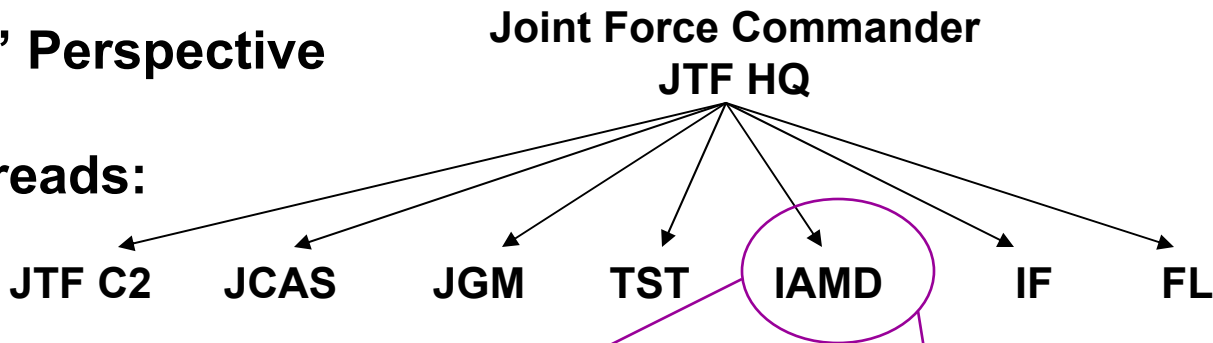 ” Perspective
Joint Force Commander
JTF HQ
reads:
JTF C2 JCAS JGM TST IAMD IF FL